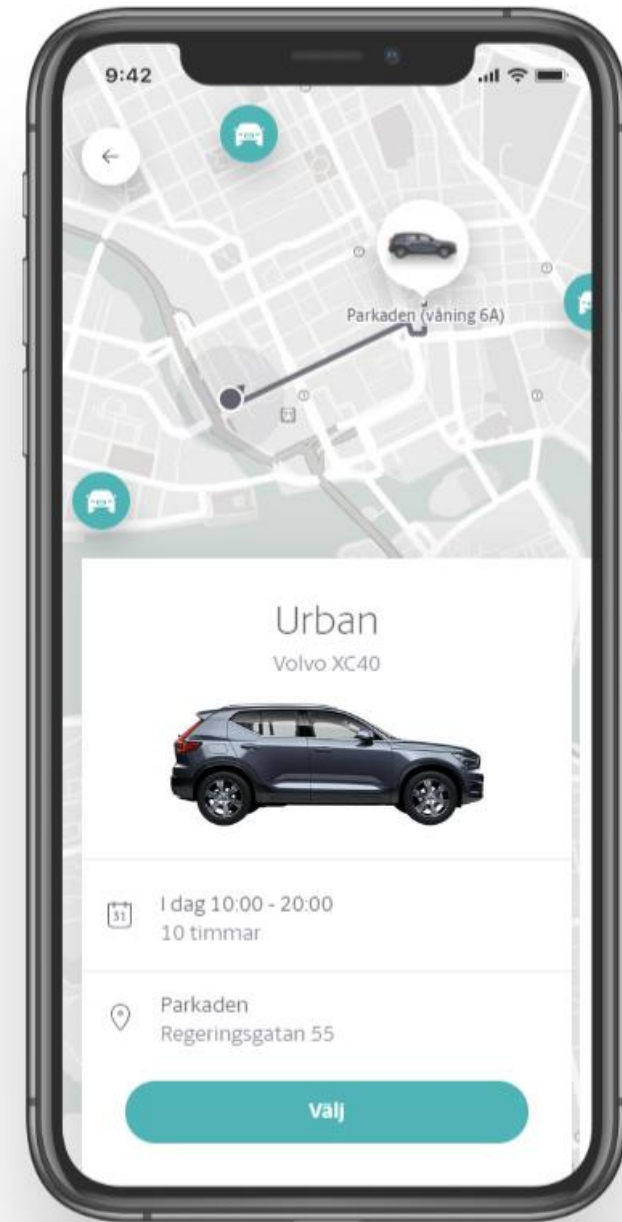 9:42
Parkaden (våning 6A)
Urban
Volvo XC40
31
I dag 10:00 - 20:00
10 timmar
Parkaden
Regeringsgatan 55
Välj